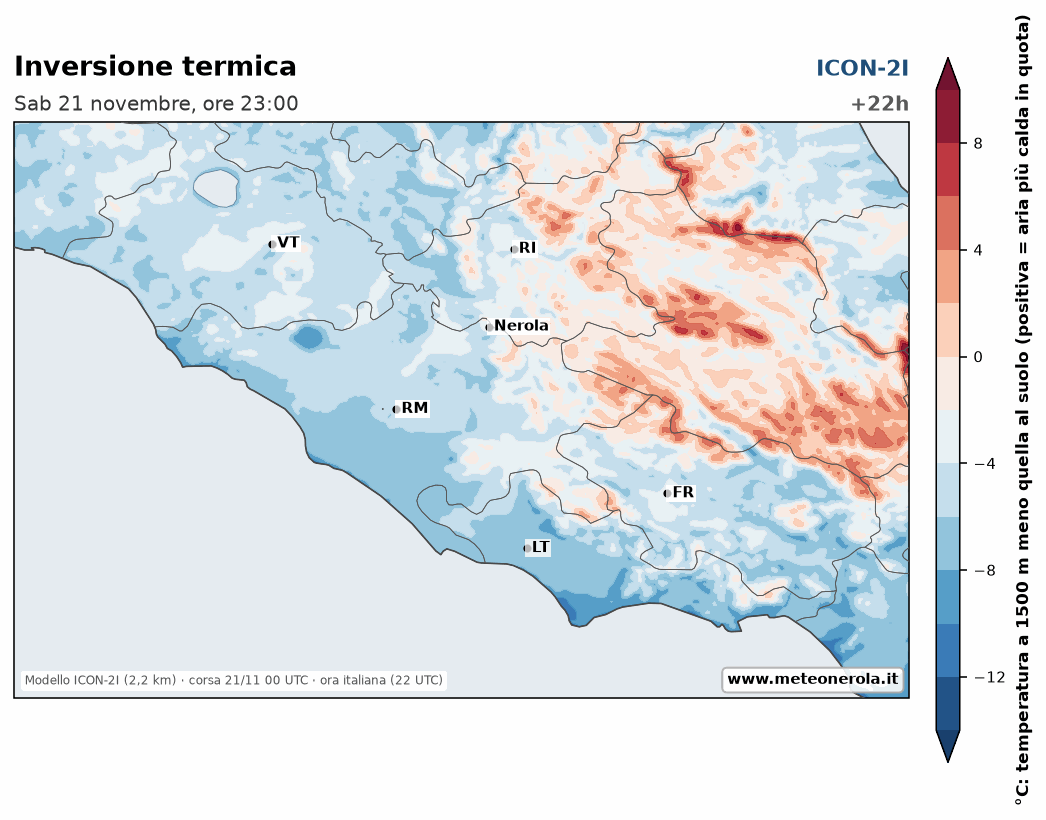 Inversione termica
ICON-2I
Sab 21 novembre, ore 23:00
+22h
VT
RI
Nerola
RM
FR
LT
Modello ICON-2I (2,2 km) · corsa 21/11 00 UTC · ora italiana (22 UTC)
www.meteonerola.it
8
4
0
−4
−8
−12
°C: temperatura a 1500 m meno quella al suolo (positiva = aria più calda in quota)